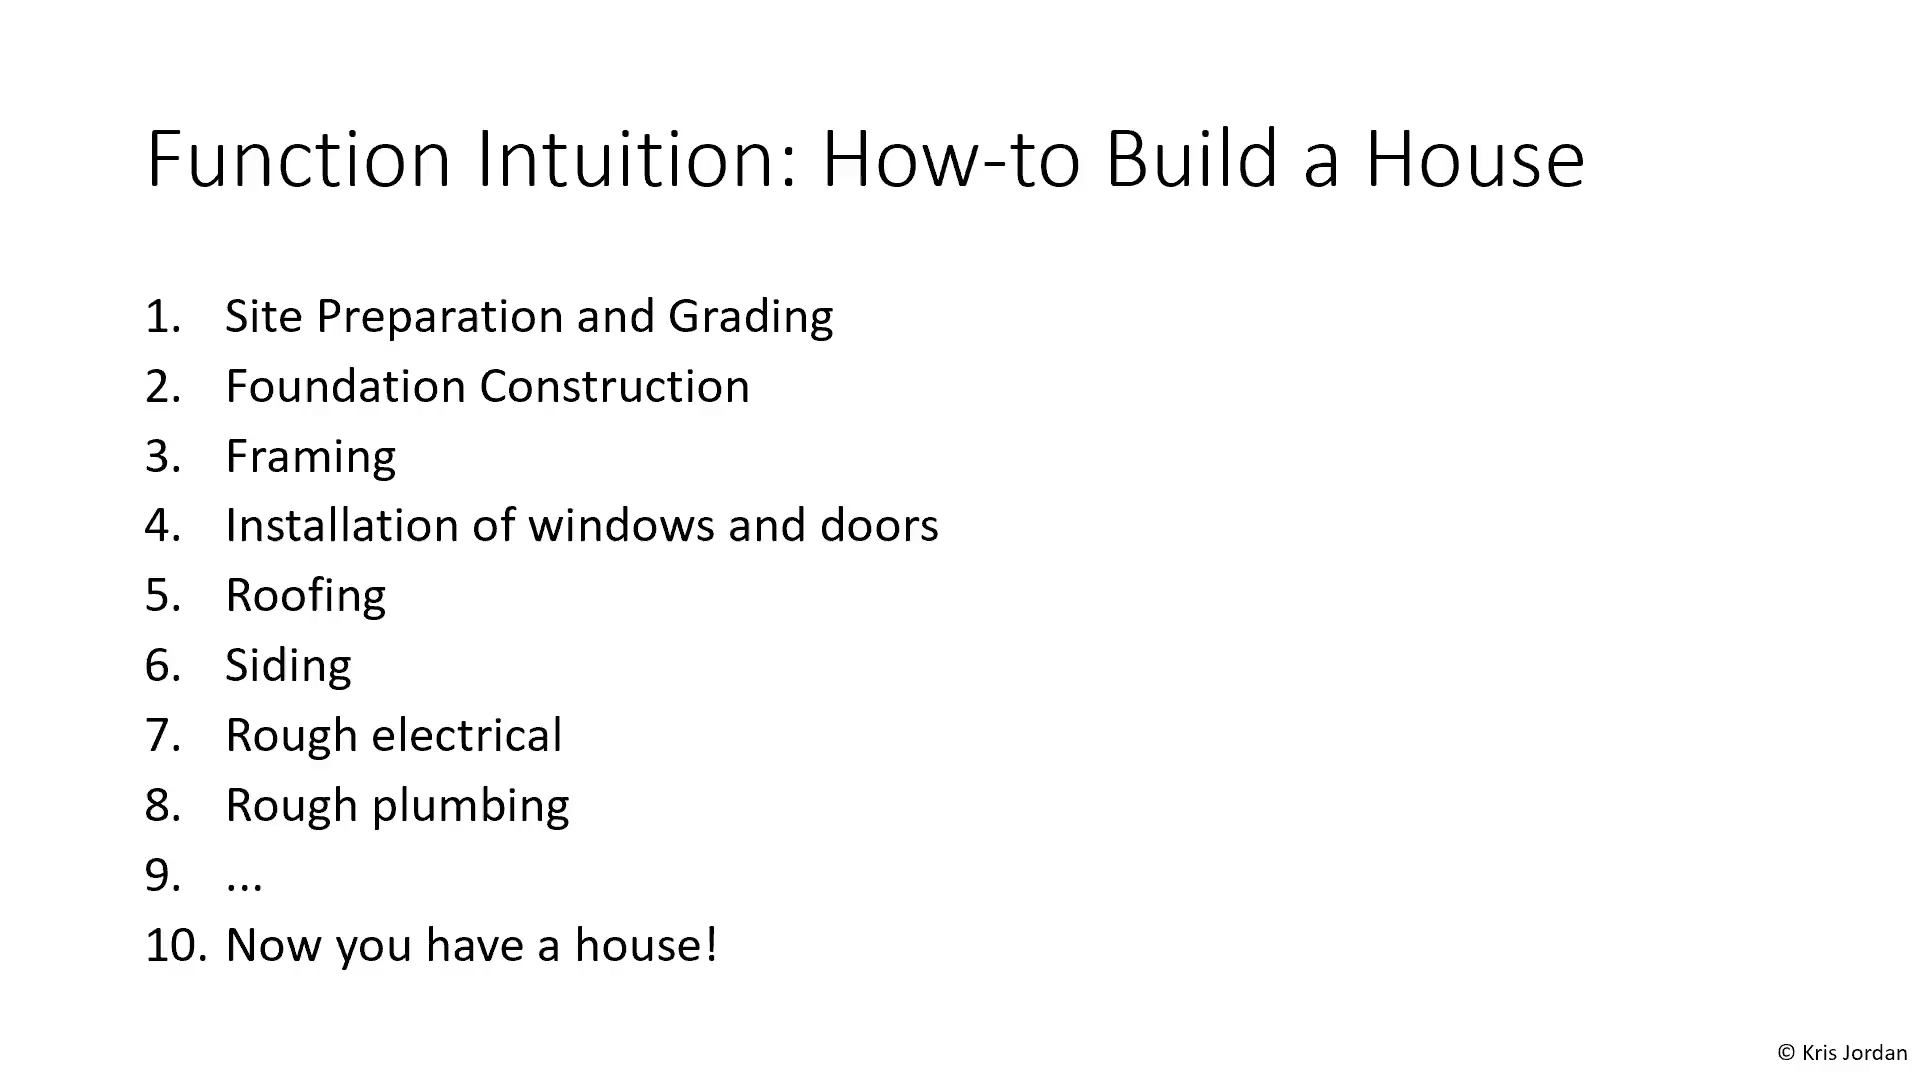 Function Intuition: How-to Build a House
1. Site Preparation and Grading
2. Foundation Construction
3. Framing
4. Installation of windows and doors
5. Roofing
6. Siding
7. Rough electrical
8. Rough plumbing
9. ...
10. Now you have a house!
© Kris Jordan